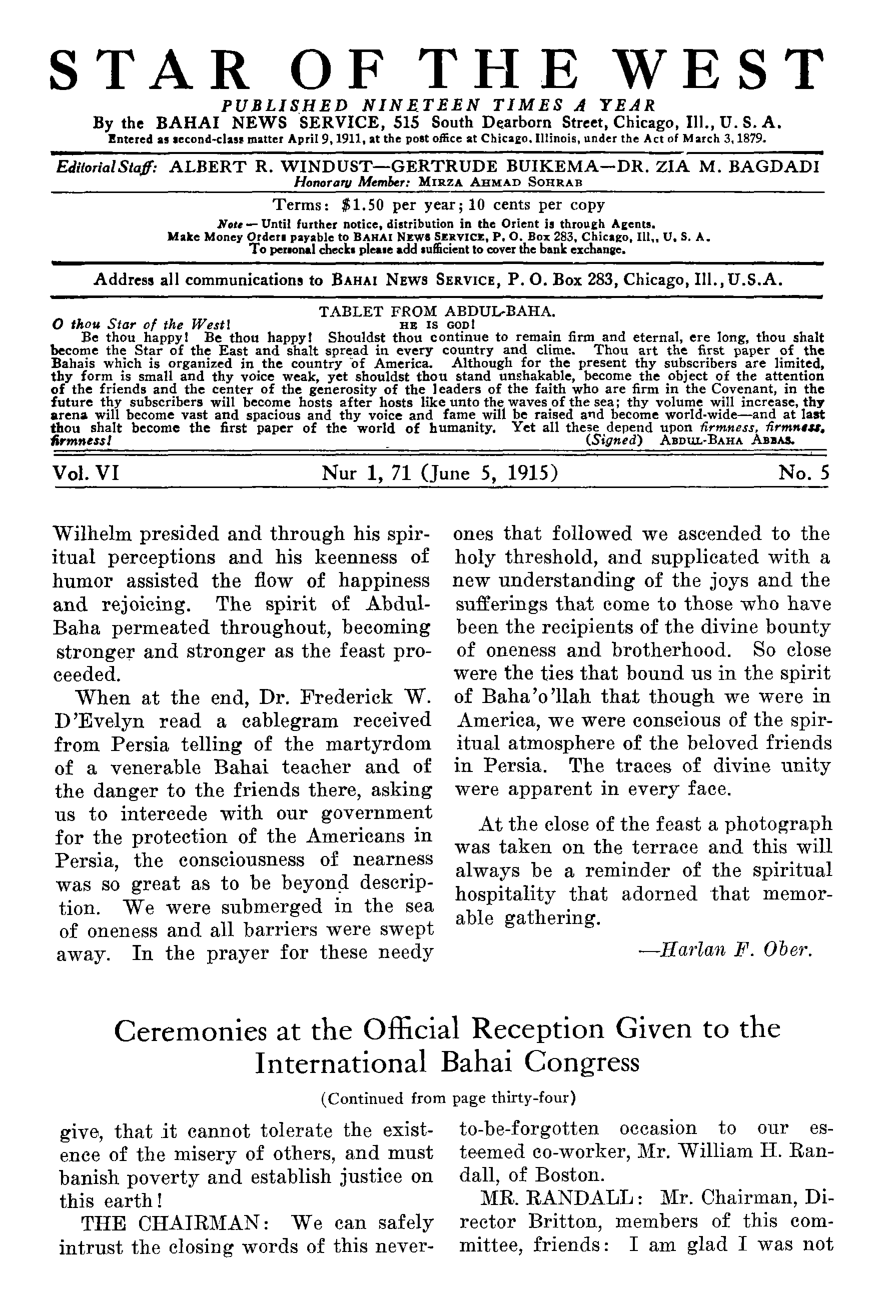 STAR OF THE WEST
PUBLISHED NINETEEN TIMES A YEAR
By the BAHAI NEWS SERVICE, 515 South Dearborn Street, Chicago, Ill., U. S. A.
Entered as second-class matter April 9, 1911, at the post office at Chicago, Illinois, under the Act of March 3, 1879.
Editorial Staff: ALBERT R. WINDUST—GERTRUDE BUIKEMA—DR. ZIA M. BAGDADI
Honorary Member: MIRZA AHMAD SOHRAB
Terms: $1.50 per year; 10 cents per copy
Note — Until further notice, distribution in the Orient is through Agents.
Make Money Orders payable to BAHAI NEWS SERVICE, P. O. Box 283, Chicago, Ill,, U. S. A.
To personal checks please add sufficient to cover the bank exchange.
Address all communications to BAHAI NEWS SERVICE, P. O. Box 283, Chicago, Ill., U.S.A.
TABLET FROM ABDUL-BAHA.
O thou Star of the West! HE IS GOD!
Be thou happy! Be thou happy! Shouldst thou continue to remain firm and eternal, ere long, thou shalt
become the Star of the East and shalt spread in every country and clime. Thou art the first paper of the
Bahais which is organized in the country of America. Although for the present thy subscribers are limited,
thy form is small and thy voice weak, yet shouldst thou stand unshakable, become the object of the attention
of the friends and the center of the generosity of the leaders of the faith who are firm in the Covenant, in the
future thy subscribers will become hosts after hosts like unto the waves of the sea; thy volume will increase, thy
arena will become vast and spacious and thy voice and fame will be raised and become world-wide—and at last
thou shalt become the first paper of the world of humanity. Yet all these depend upon firmness, firmness,
firmness! (Signed) ABDUL-BAHA ABBAS.
Vol. VI Nur 1, 71 (June 5, 1915) No. 5
Wilhelm presided and through his spir-
itual perceptions and his keenness of
humor assisted the flow of happiness
and rejoicing. The spirit of Abdul-
Baha permeated throughout, becoming
stronger and stronger as the feast pro-
ceeded.
When at the end, Dr. Frederick W.
D'Evelyn read a cablegram received
from Persia telling of the martyrdom
of a venerable Bahai teacher and of
the danger to the friends there, asking
us to intercede with our government
for the protection of the Americans in
Persia, the consciousness of nearness
was so great as to be beyond descrip-
tion. We were submerged in the sea
of oneness and all barriers were swept
away. In the prayer for these needy
ones that followed we ascended to the
holy threshold, and supplicated with a
new understanding of the joys and the
sufferings that come to those who have
been the recipients of the divine bounty
of oneness and brotherhood. So close
were the ties that bound us in the spirit
of Baha'o'llah that though we were in
America, we were conscious of the spir-
itual atmosphere of the beloved friends
in Persia. The traces of divine unity
were apparent in every face.
At the close of the feast a photograph
was taken on the terrace and this will
always be a reminder of the spiritual
hospitality that adorned that memor-
able gathering.
—Harlan F. Ober.
Ceremonies at the Official Reception Given to the
International Bahai Congress
(Continued from page thirty-four)
give, that it cannot tolerate the exist-
ence of the misery of others, and must
banish poverty and establish justice on
this earth!
THE CHAIRMAN: We can safely
intrust the closing words of this never-
to-be-forgotten occasion to our es-
teemed co-worker, Mr. William H. Ran-
dall, of Boston.
MR. RANDALL: Mr. Chairman, Di-
rector Britton, members of this com-
mittee, friends: I am glad I was not